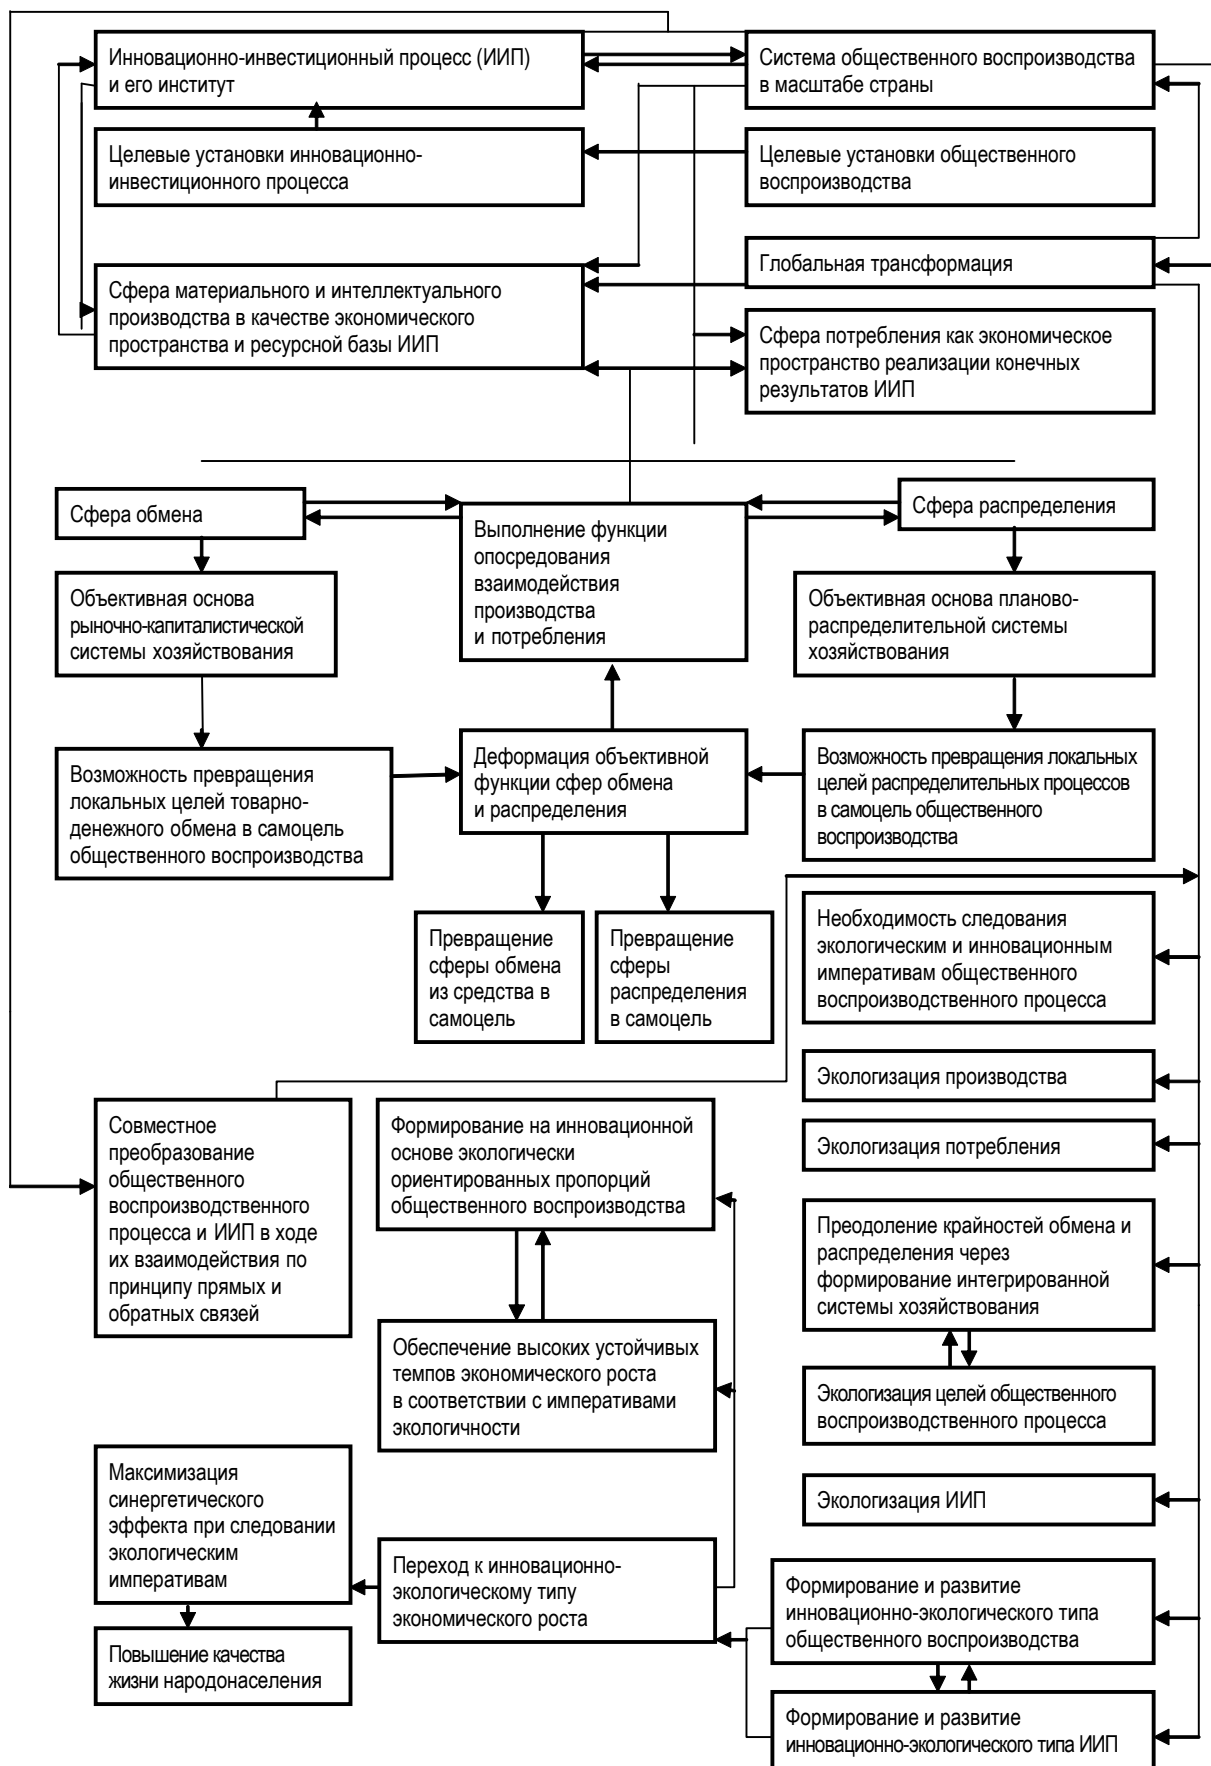 Инновационно-инвестиционный процесс (ИИП)
и его институт
Система общественного воспроизводства
в масштабе страны
Целевые установки инновационно-
инвестиционного процесса
Целевые установки общественного
воспроизводства
Глобальная трансформация
Сфера материального и интеллектуального
производства в качестве экономического
пространства и ресурсной базы ИИП
Сфера потребления как экономическое
пространство реализации конечных
результатов ИИП
Сфера обмена
Выполнение функции
опосредования
взаимодействия
производства
и потребления
Сфера распределения
Объективная основа
рыночно-капиталистической
системы хозяйствования
Объективная основа планово-
распределительной системы
хозяйствования
Возможность превращения
локальных целей товарно-
денежного обмена в самоцель
общественного воспроизводства
Деформация объективной
функции сфер обмена
и распределения
Возможность превращения локальных
целей распределительных процессов
в самоцель общественного
воспроизводства
Превращение
сферы обмена
из средства в
самоцель
Превращение
сферы
распределения
в самоцель
Необходимость следования
экологическим и инновационным
императивам общественного
воспроизводственного процесса
Экологизация производства
Экологизация потребления
Совместное
преобразование
общественного
воспроизводственного
процесса и ИИП в ходе
их взаимодействия по
принципу прямых и
обратных связей
Формирование на инновационной
основе экологически
ориентированных пропорций
общественного воспроизводства
Преодоление крайностей обмена и
распределения через
формирование интегрированной
системы хозяйствования
Обеспечение высоких устойчивых
темпов экономического роста
в соответствии с императивами
экологичности
Экологизация целей общественного
воспроизводственного процесса
Максимизация
синергетического
эффекта при следовании
экологическим
императивам
Экологизация ИИП
Переход к инновационно-
экологическому типу
экономического роста
Формирование и развитие
инновационно-экологического типа
общественного воспроизводства
Повышение качества
жизни народонаселения
Формирование и развитие
инновационно-экологического типа ИИП